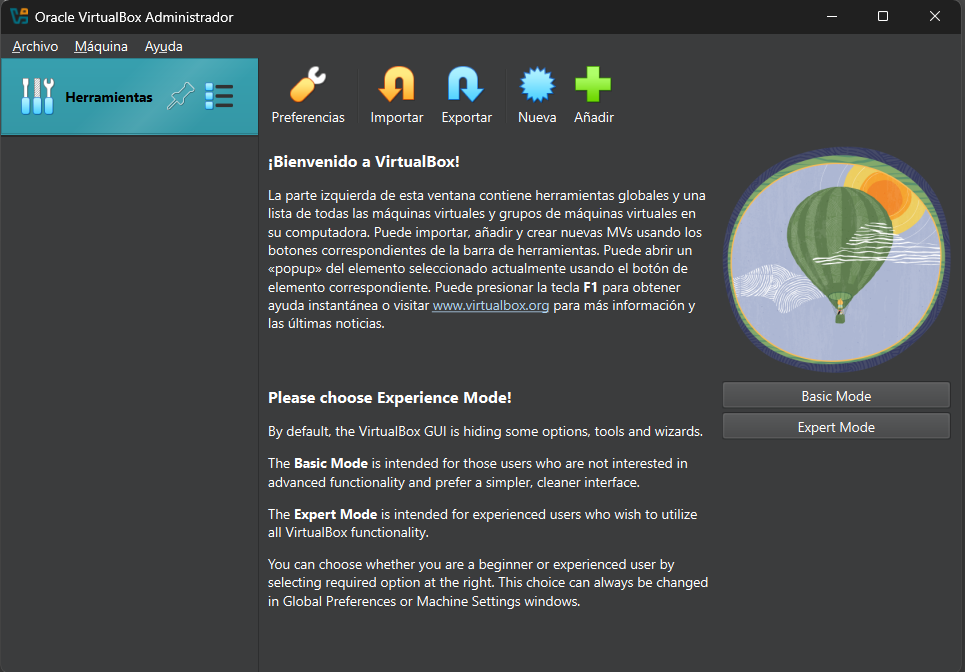 Oracle VirtualBox Administrador
Archivo Máquina Ayuda
Herramientas
Preferencias Importar Exportar Nueva Añadir
¡Bienvenido a VirtualBox!
La parte izquierda de esta ventana contiene herramientas globales y una
lista de todas las máquinas virtuales y grupos de máquinas virtuales en
su computadora. Puede importar, añadir y crear nuevas MVs usando los
botones correspondientes de la barra de herramientas. Puede abrir un
«popup» del elemento seleccionado actualmente usando el botón de
elemento correspondiente. Puede presionar la tecla F1 para obtener
ayuda instantánea o visitar www.virtualbox.org para más información y
las últimas noticias.
Please choose Experience Mode!
By default, the VirtualBox GUI is hiding some options, tools and wizards.
The Basic Mode is intended for those users who are not interested in
advanced functionality and prefer a simpler, cleaner interface.
The Expert Mode is intended for experienced users who wish to utilize
all VirtualBox functionality.
You can choose whether you are a beginner or experienced user by
selecting required option at the right. This choice can always be changed
in Global Preferences or Machine Settings windows.
Basic Mode
Expert Mode